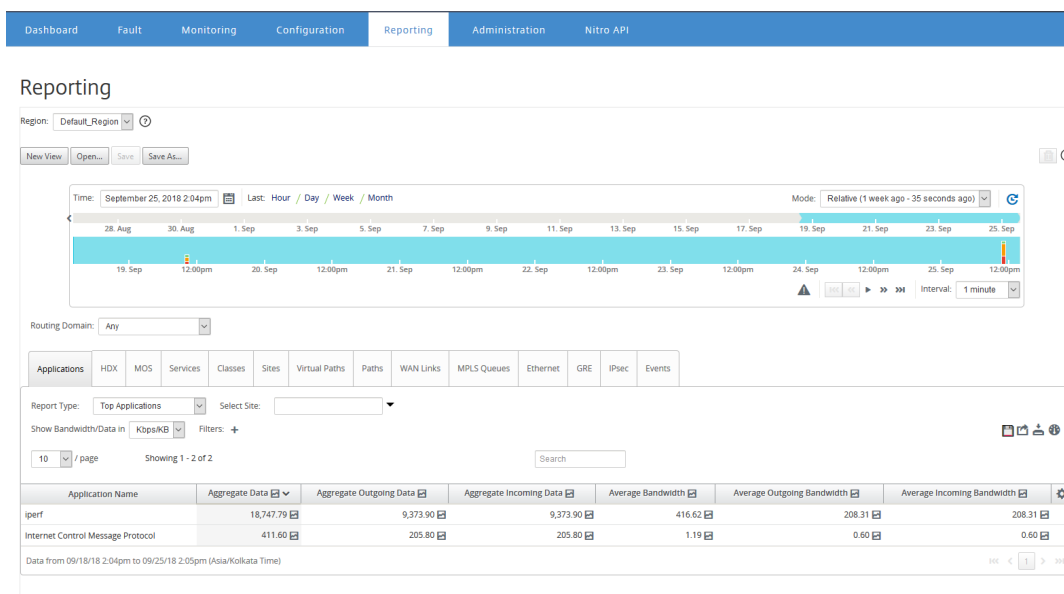 Dashboard Fault Monitoring Configuration Reporting Administration Nitro API
Reporting
Region: Default_Region ?
New View Open... Save Save As...
Time: September 25, 2018 2:04pm Last: Hour / Day / Week / Month Mode: Relative (1 week ago - 35 seconds ago)
28. Aug 30. Aug 1. Sep 3. Sep 5. Sep 7. Sep 9. Sep 11. Sep 13. Sep 15. Sep 17. Sep 19. Sep 21. Sep 23. Sep 25. Sep
19. Sep 12:00pm 20. Sep 12:00pm 21. Sep 12:00pm 22. Sep 12:00pm 23. Sep 12:00pm 24. Sep 12:00pm 25. Sep 12:00pm
Interval: 1 minute
Routing Domain: Any
Applications HDX MOS Services Classes Sites Virtual Paths Paths WAN Links MPLS Queues Ethernet GRE IPsec Events
Report Type: Top Applications Select Site:
Show Bandwidth/Data in Kbps/KB Filters: +
10 / page Showing 1 - 2 of 2 Search
Application Name Aggregate Data Aggregate Outgoing Data Aggregate Incoming Data Average Bandwidth Average Outgoing Bandwidth Average Incoming Bandwidth
iperf 18,747.79 9,373.90 9,373.90 416.62 208.31 208.31
Internet Control Message Protocol 411.60 205.80 205.80 1.19 0.60 0.60
Data from 09/18/18 2:04pm to 09/25/18 2:05pm (Asia/Kolkata Time) 1